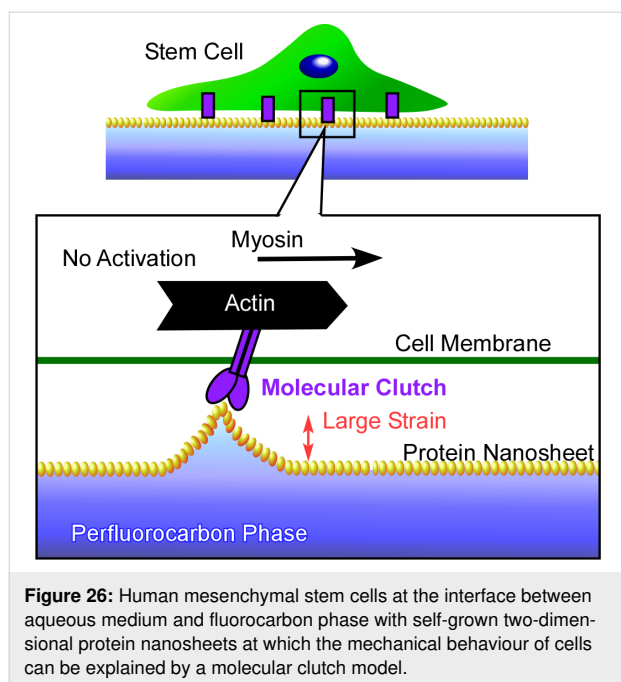 Stem Cell
Myosin
No Activation
Actin
Cell Membrane
Molecular Clutch
Large Strain
Protein Nanosheet
Perfluorocarbon Phase
Figure 26: Human mesenchymal stem cells at the interface between
aqueous medium and fluorocarbon phase with self-grown two-dimen-
sional protein nanosheets at which the mechanical behaviour of cells
can be explained by a molecular clutch model.